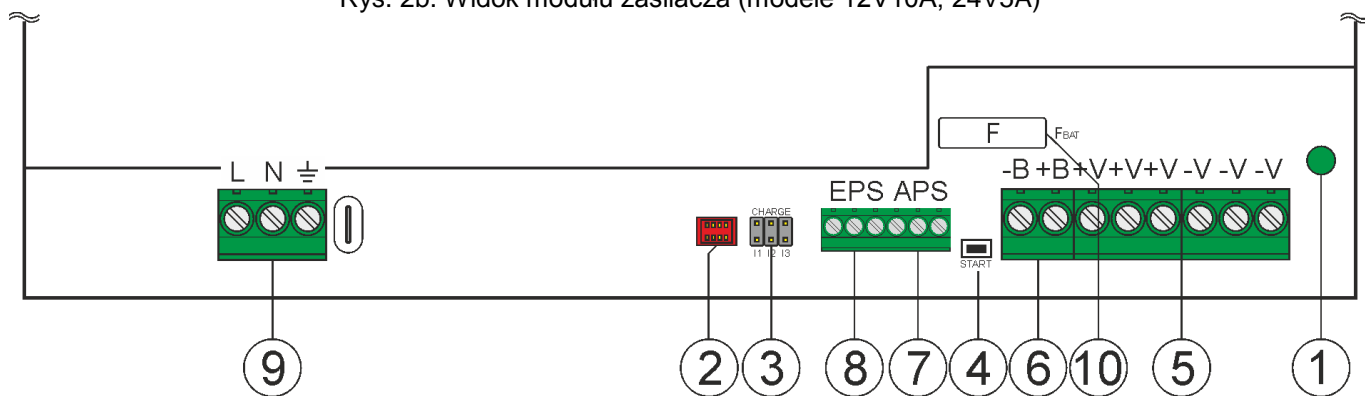 Rys. 2b. Widok modułu zasilacza (modele 12V10A, 24V5A)
F FBAT
L N ⏚
-B +B +V +V +V -V -V -V
EPS APS
CHARGE
I1 I2 I3
START
9 2 3 8 7 4 6 10 5 1